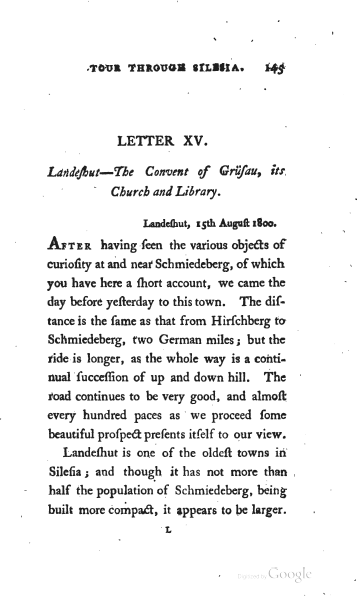 TOUR THROUGH SILESIA. 145
LETTER XV.
Landeſhut—The Convent of Grüſau, its
Church and Library.
Landeſhut, 15th Auguſt 1800.
AFTER having ſeen the various objects of
curioſity at and near Schmiedeberg, of which
you have here a ſhort account, we came the
day before yeſterday to this town. The diſ-
tance is the ſame as that from Hirſchberg to
Schmiedeberg, two German miles; but the
ride is longer, as the whole way is a conti-
nual ſucceſſion of up and down hill. The
road continues to be very good, and almoſt
every hundred paces as we proceed ſome
beautiful proſpect preſents itſelf to our view.
Landeſhut is one of the oldeſt towns in
Sileſia; and though it has not more than
half the population of Schmiedeberg, being
built more compact, it appears to be larger.
L
Digitized by Google